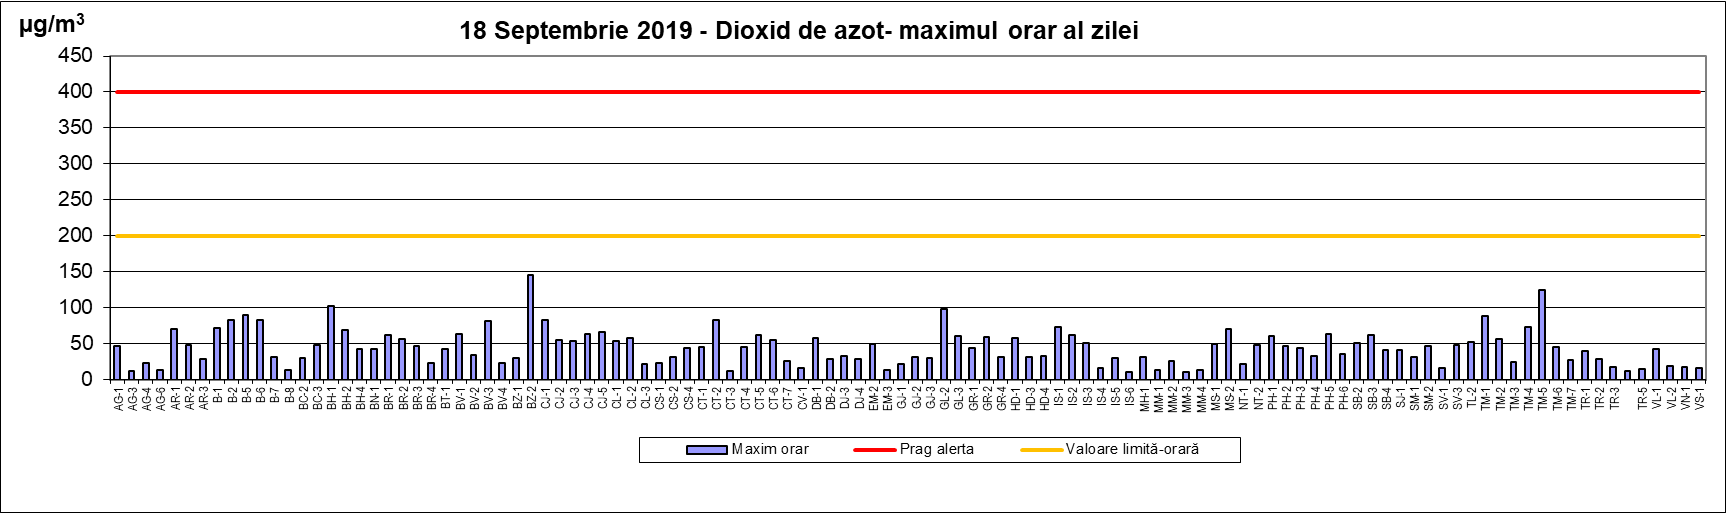 µg/m³
18 Septembrie 2019 - Dioxid de azot- maximul orar al zilei
450
400
350
300
250
200
150
100
50
0
AG-1 AG-3 AG-4 AG-6 AR-1 AR-2 AR-3 B-1 B-2 B-5 B-6 B-7 B-8 BC-2 BC-3 BH-1 BH-2 BH-4 BN-1 BR-1 BR-2 BR-3 BR-4 BT-1 BV-1 BV-2 BV-3 BV-4 BZ-1 BZ-2 CJ-1 CJ-2 CJ-3 CJ-4 CJ-5 CL-1 CL-2 CL-3 CS-1 CS-2 CS-4 CT-1 CT-2 CT-3 CT-4 CT-5 CT-6 CT-7 CV-1 DB-1 DB-2 DJ-3 DJ-4 EM-2 EM-3 GJ-1 GJ-2 GJ-3 GL-2 GL-3 GR-1 GR-2 GR-4 HD-1 HD-3 HD-4 IS-1 IS-2 IS-3 IS-4 IS-5 IS-6 MH-1 MM-1 MM-2 MM-3 MM-4 MS-1 MS-2 NT-1 NT-2 PH-1 PH-2 PH-3 PH-4 PH-5 PH-6 SB-2 SB-3 SB-4 SJ-1 SM-1 SM-2 SV-1 SV-3 TL-2 TM-1 TM-2 TM-3 TM-4 TM-5 TM-6 TM-7 TR-1 TR-2 TR-3 TR-5 VL-1 VL-2 VN-1 VS-1
Maxim orar Prag alerta Valoare limită-orară